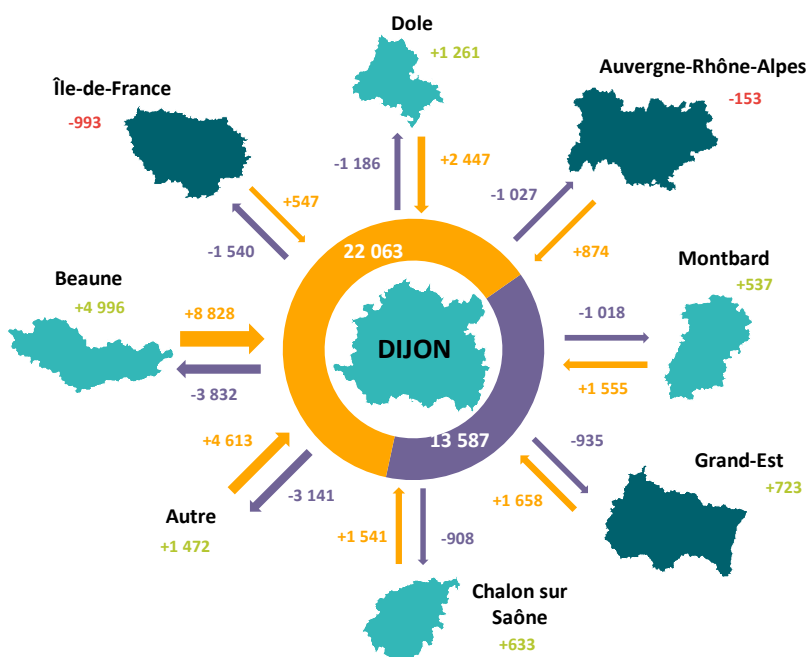 Dole
+1 261
Auvergne-Rhône-Alpes
-153
Île-de-France
-993
-1 186
+2 447
-1 027
+547
-1 540
+874
22 063
Beaune
+4 996
+8 828
-3 832
DIJON
Montbard
+537
-1 018
+1 555
13 587
+4 613
-3 141
Autre
+1 472
-935
+1 658
Grand-Est
+723
+1 541
-908
Chalon sur
Saône
+633